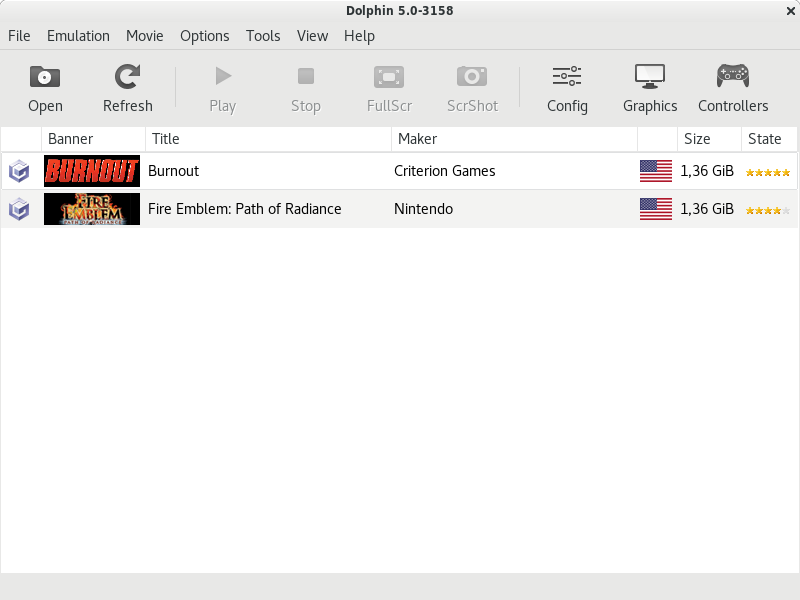 Dolphin 5.0-3158
File Emulation Movie Options Tools View Help
Open Refresh Play Stop FullScr ScrShot Config Graphics Controllers
Banner Title Maker Size State
BURNOUT Burnout Criterion Games 1,36 GiB
FIRE EMBLEM PATH OF RADIANCE Fire Emblem: Path of Radiance Nintendo 1,36 GiB